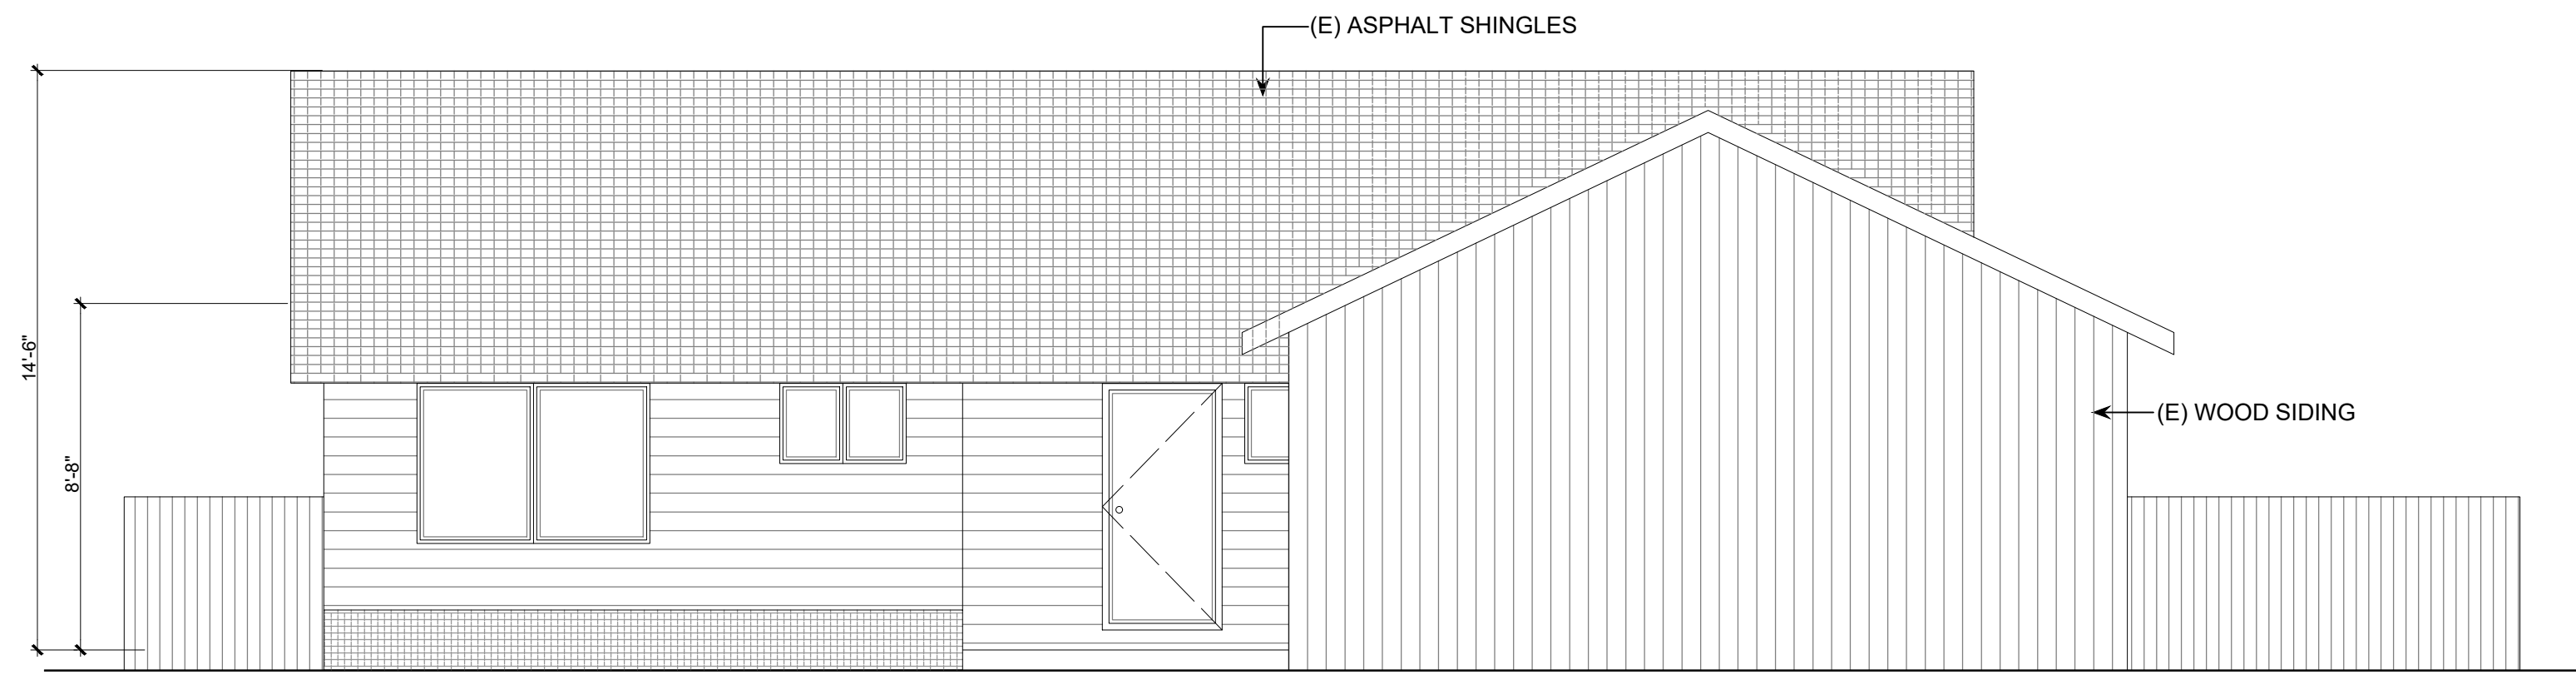 (E) ASPHALT SHINGLES
14'-6"
8'-8"
(E) WOOD SIDING